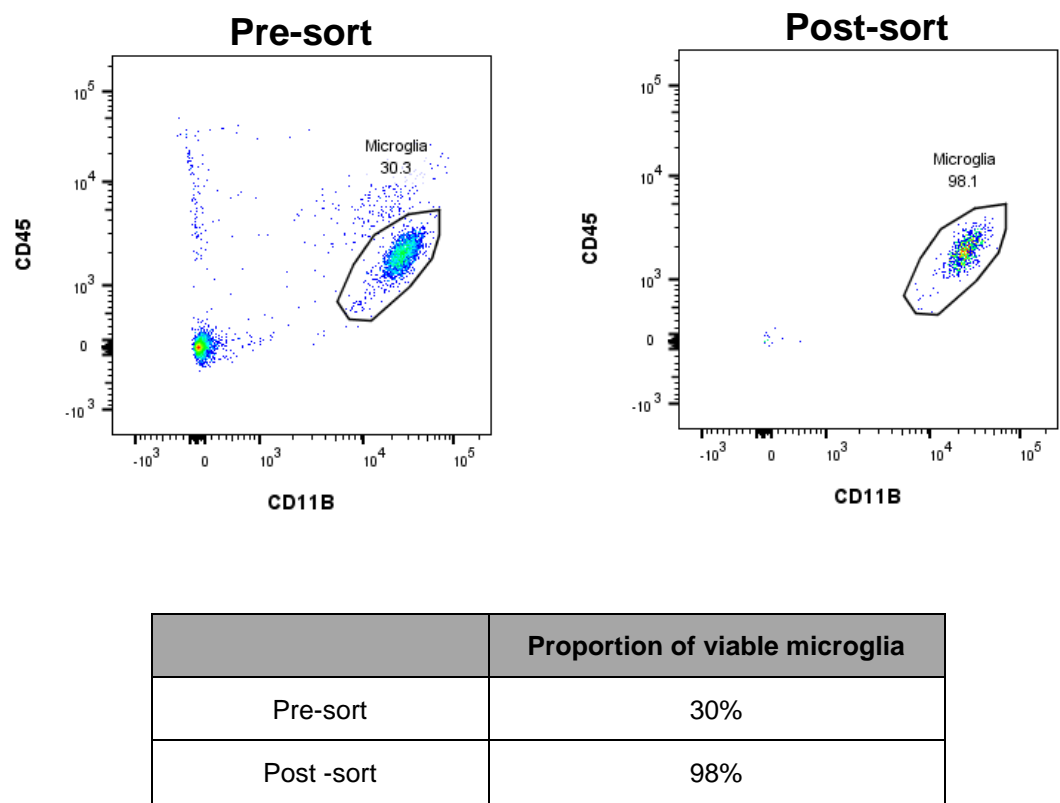 Pre-sort
Post-sort
10^5
10^4
10^3
0
-10^3
CD45
Microglia
30.3
-10^3 0 10^3 10^4 10^5
CD11B
10^5
10^4
10^3
0
-10^3
CD45
Microglia
98.1
-10^3 0 10^3 10^4 10^5
CD11B
Proportion of viable microglia
Pre-sort 30%
Post -sort 98%